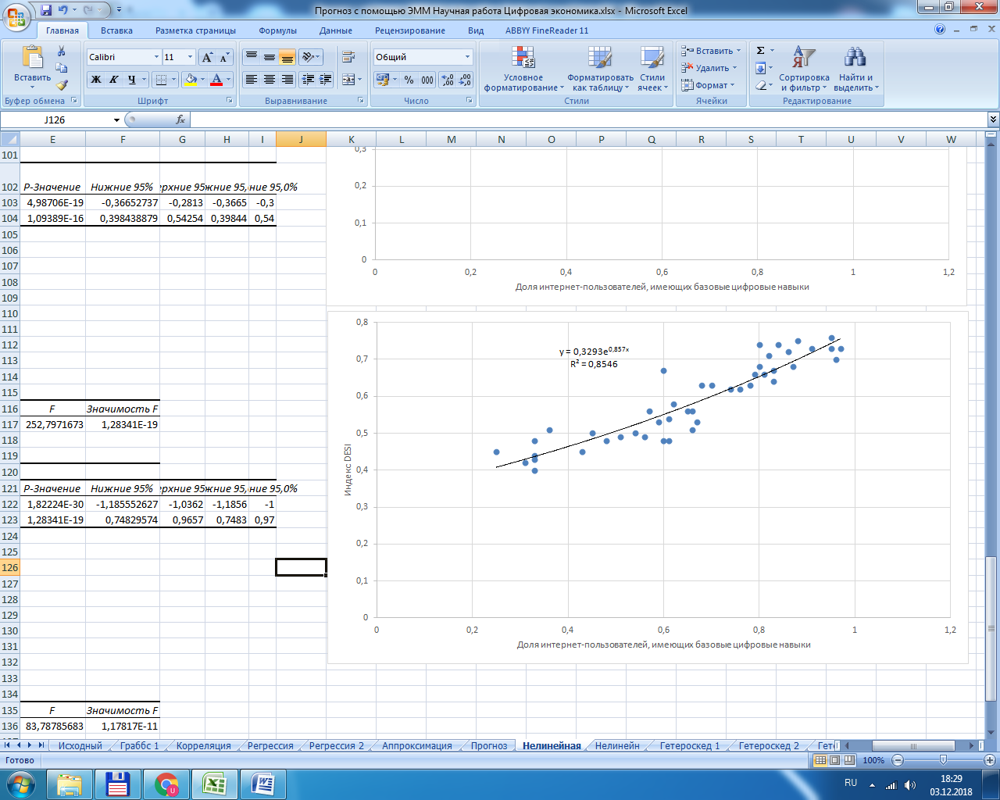 Прогноз с помощью ЭММ Научная работа Цифровая экономика.xlsx - Microsoft Excel
Главная Вставка Разметка страницы Формулы Данные Рецензирование Вид ABBYY FineReader 11
Calibri 11 Общий Вставить Σ
Вставить Условное форматирование Форматировать как таблицу Стили ячеек Удалить Сортировка и фильтр Найти и выделить
Ж К Ч А % 000 Формат
Буфер обмена Шрифт Выравнивание Число Стили Ячейки Редактирование
J126 fx
E F G H I J K L M N O P Q R S T U V W
101
102 P-Значение Нижние 95% ерхние 95 жние 95, ние 95,0%
103 4,98706E-19 -0,36652737 -0,2813 -0,3665 -0,3
104 1,09389E-16 0,398438879 0,54254 0,39844 0,54
105
106
107
108
109
110
111
112
113
114
115
116 F Значимость F
117 252,7971673 1,28341E-19
118
119
120
121 P-Значение Нижние 95% ерхние 95 жние 95, ние 95,0%
122 1,82224E-30 -1,185552627 -1,0362 -1,1856 -1
123 1,28341E-19 0,74829574 0,9657 0,7483 0,97
124
125
126
127
128
129
130
131
132
133
134
135 F Значимость F
136 83,78785683 1,17817E-11
0,3
0,2
0,1
0
0 0,2 0,4 0,6 0,8 1 1,2
Доля интернет-пользователей, имеющих базовые цифровые навыки
0,8
0,7
0,6
0,5
0,4
0,3
0,2
0,1
0
Индекс DESI
y = 0,3293e^0,857x
R² = 0,8546
0 0,2 0,4 0,6 0,8 1 1,2
Доля интернет-пользователей, имеющих базовые цифровые навыки
Исходный Граббс 1 Корреляция Регрессия Регрессия 2 Аппроксимация Прогноз Нелинейная Нелинейн Гетероскед 1 Гетероскед 2 Гет
Готово 100%
RU 18:29
03.12.2018